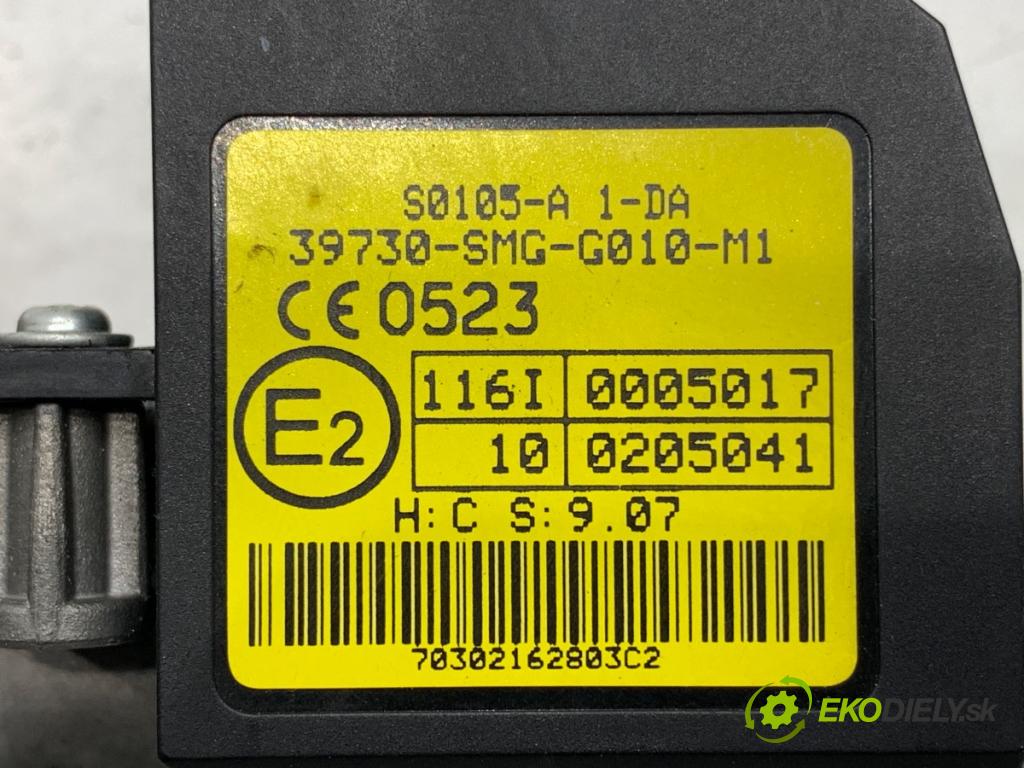 S0105-A 1-DA
39730-SMG-G010-M1
CE 0523
E2
116I 0005017
10 0205041
H: C S: 9.07
70302162803C2
EKODIELY.sk